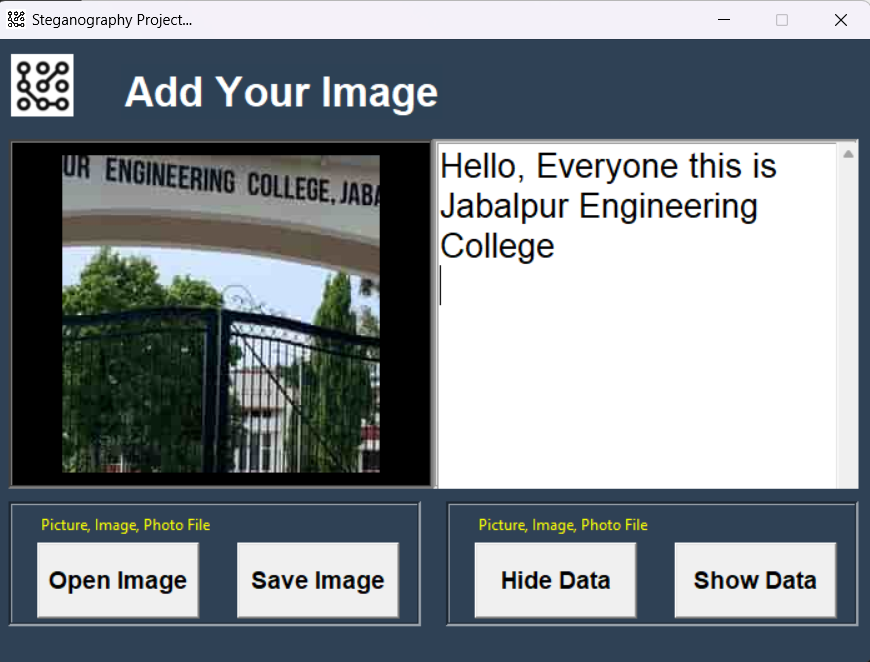 Steganography Project...
Add Your Image
UR ENGINEERING COLLEGE, JABA
Hello, Everyone this is
Jabalpur Engineering
College
Picture, Image, Photo File
Open Image Save Image
Picture, Image, Photo File
Hide Data Show Data